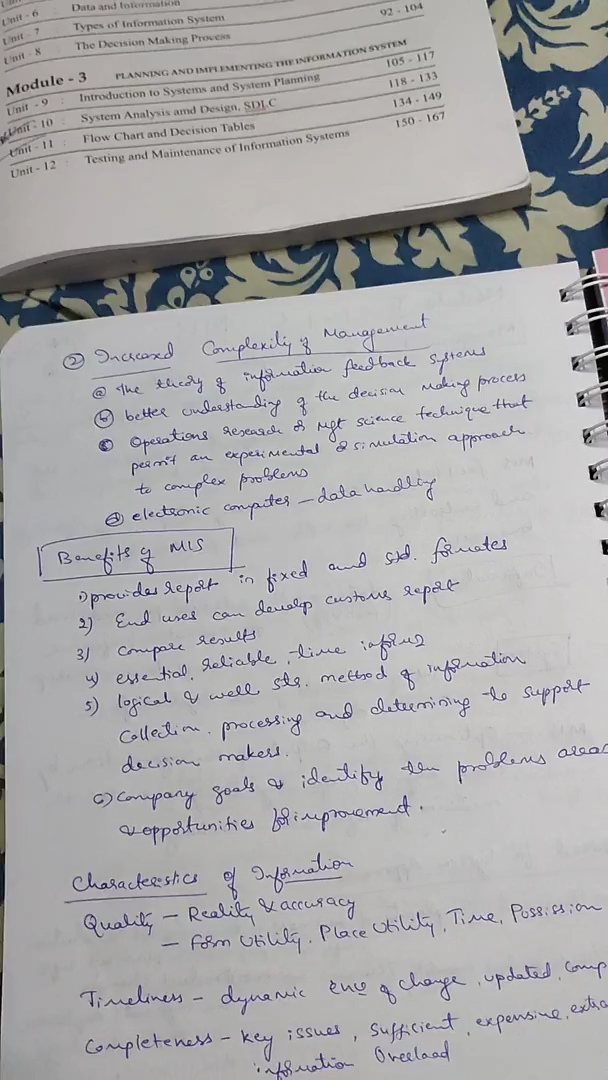 Unit - 6 Data and Information
Unit - 7 Types of Information System
Unit - 8 The Decision Making Process 92 - 104
Module - 3 PLANNING AND IMPLEMENTING THE INFORMATION SYSTEM
Unit - 9 : Introduction to Systems and System Planning 105 - 117
Unit - 10 : System Analysis amd Design, SDLC 118 - 133
Unit - 11 : Flow Chart and Decision Tables 134 - 149
Unit - 12 : Testing and Maintenance of Information Systems 150 - 167
② Increased Complexity of Management
ⓐ the theory of information feedback systems
ⓑ better understanding of the decision making process
ⓒ Operations research or mgt science technique that
permit an experimental & simulation approach
to complex problems
ⓓ electronic computer – data handling
Benefits of MIS
1) provides report in fixed and std. formates
2) End uses can develop customs report
3) compare results
4) essential, reliable, time
5) logical & well str. method of information
collection, processing and determining to support
decision makers.
6) company goals & identify the problems areas
& opportunities for improvement.
Characteristics of Information
Quality – Reality & accuracy
– Form Utility, Place Utility, Time, Possission
Timeliness – dynamic of change, updated, comp
Completeness – key issues, sufficient, expensive, extra
information Overload